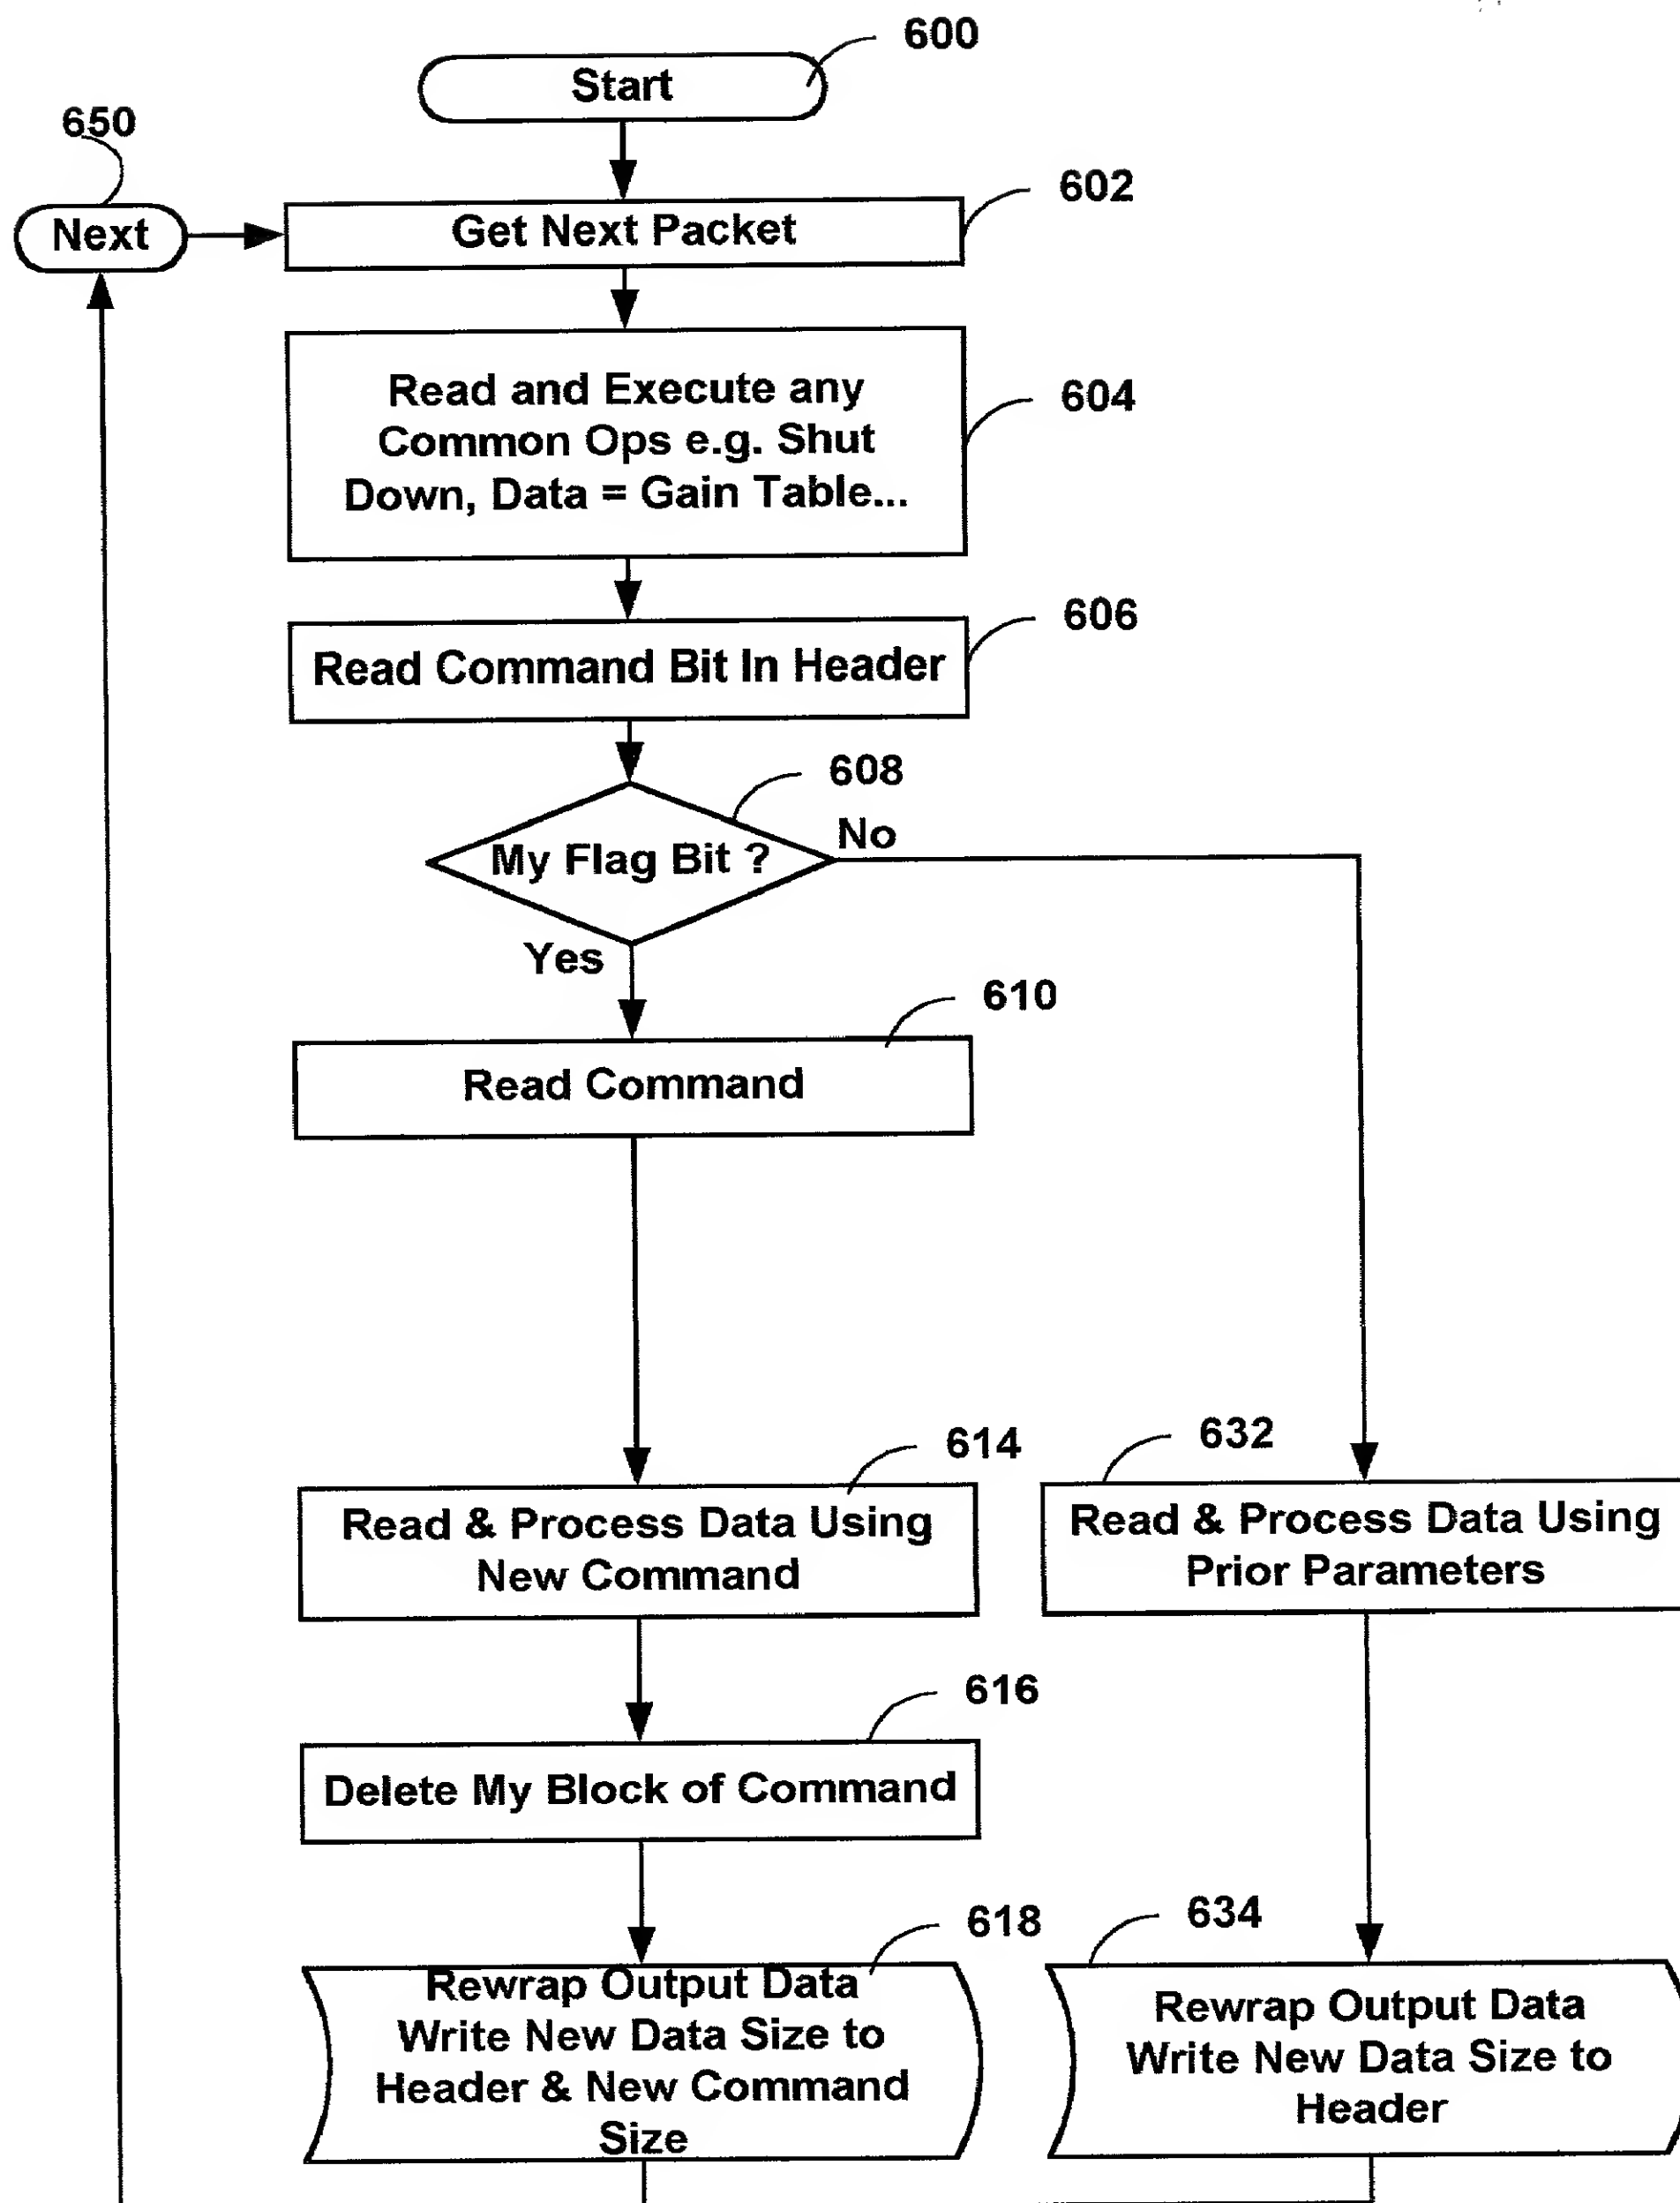 600
Start
650
602
Next
Get Next Packet
604
Read and Execute any
Common Ops e.g. Shut
Down, Data = Gain Table...
606
Read Command Bit In Header
608
No
My Flag Bit ?
Yes
610
Read Command
614
632
Read & Process Data Using
New Command
Read & Process Data Using
Prior Parameters
616
Delete My Block of Command
618
634
Rewrap Output Data
Write New Data Size to
Header & New Command
Size
Rewrap Output Data
Write New Data Size to
Header